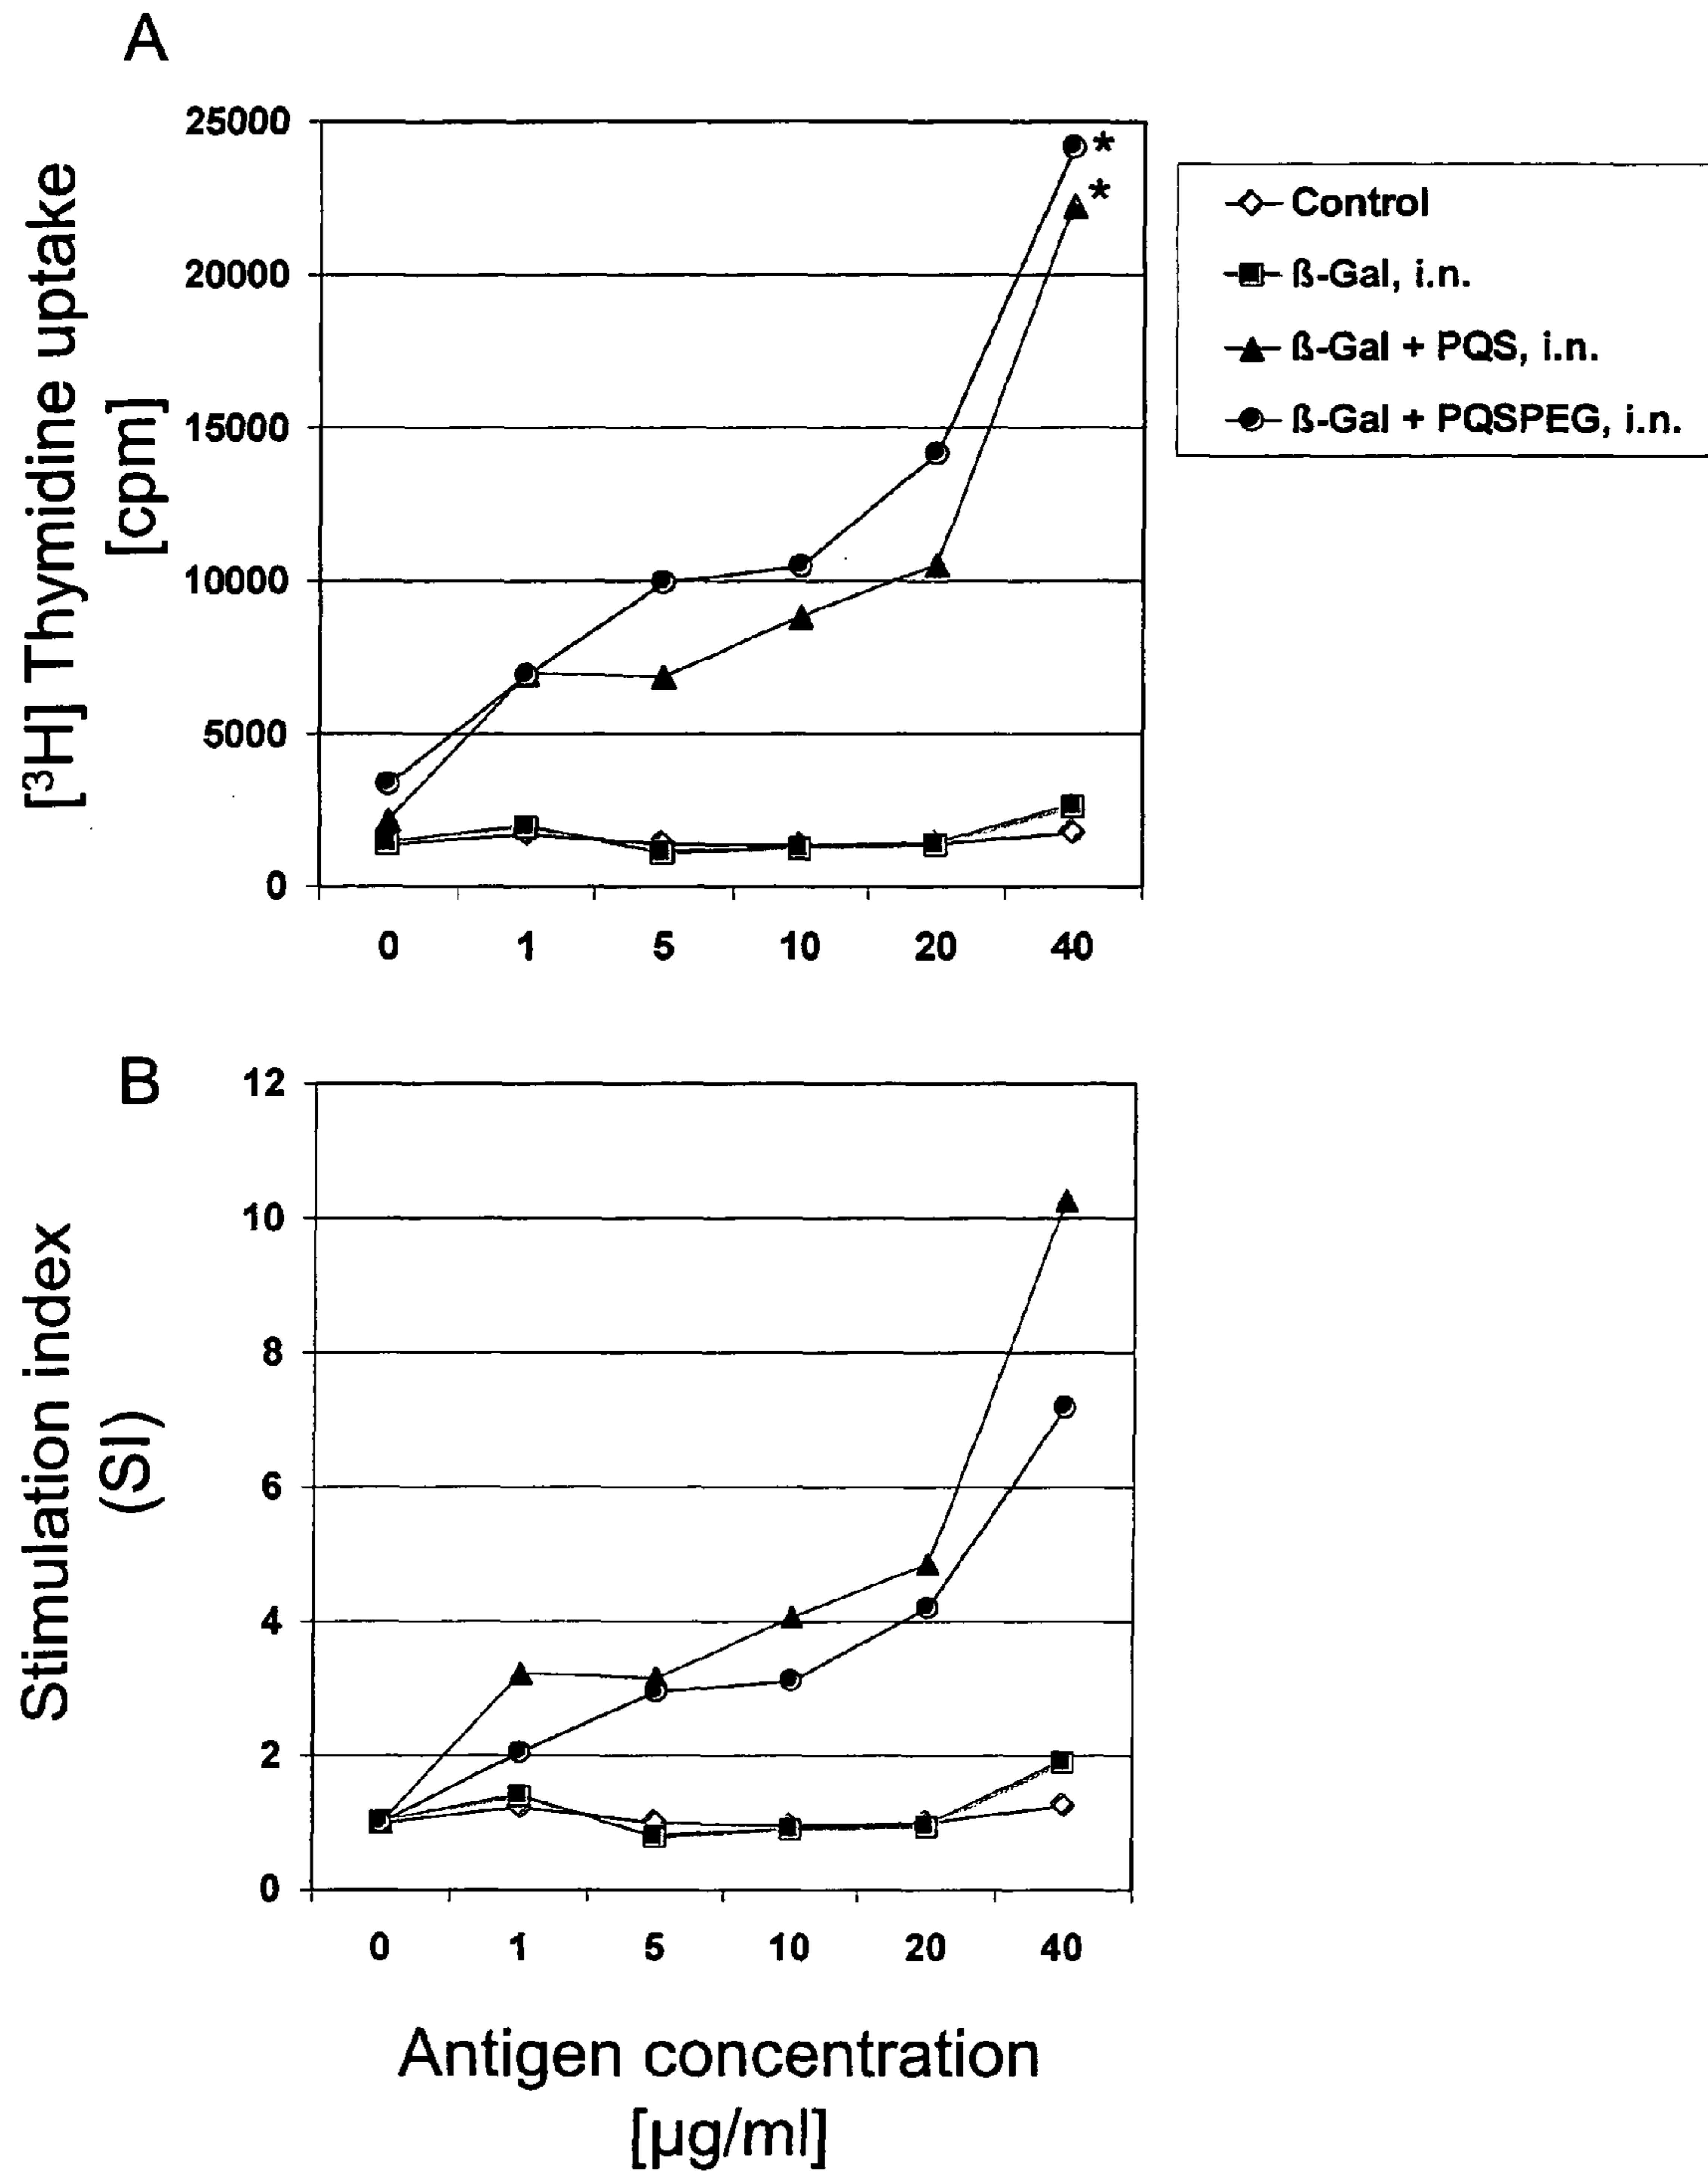 A
[³H] Thymidine uptake
[cpm]
25000
20000
15000
10000
5000
0
*
*
0 1 5 10 20 40
Control
ß-Gal, i.n.
ß-Gal + PQS, i.n.
ß-Gal + PQSPEG, i.n.
B
Stimulation index
(SI)
12
10
8
6
4
2
0
0 1 5 10 20 40
Antigen concentration
[µg/ml]